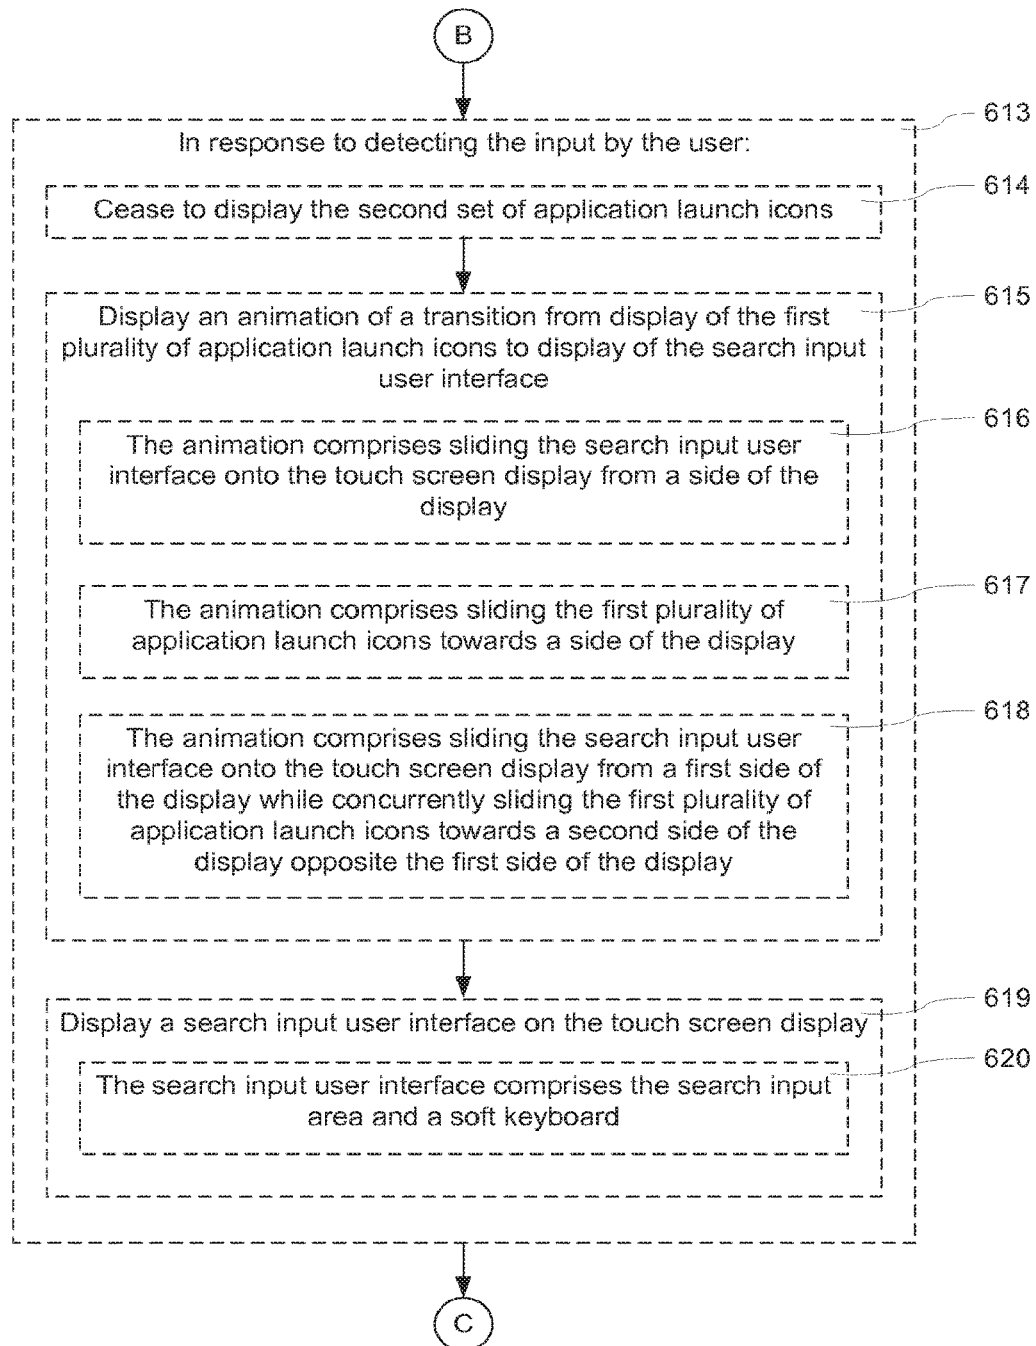 B
613
In response to detecting the input by the user:
614
Cease to display the second set of application launch icons
615
Display an animation of a transition from display of the first
plurality of application launch icons to display of the search input
user interface
616
The animation comprises sliding the search input user
interface onto the touch screen display from a side of the
display
617
The animation comprises sliding the first plurality of
application launch icons towards a side of the display
618
The animation comprises sliding the search input user
interface onto the touch screen display from a first side of
the display while concurrently sliding the first plurality of
application launch icons towards a second side of the
display opposite the first side of the display
619
Display a search input user interface on the touch screen display
620
The search input user interface comprises the search input
area and a soft keyboard
C